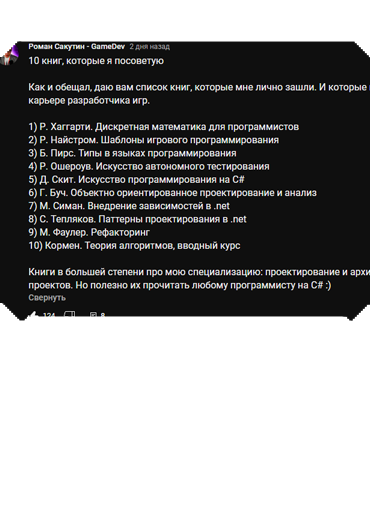 Роман Сакутин - GameDev 2 дня назад
10 книг, которые я посоветую
Как и обещал, даю вам список книг, которые мне лично зашли. И которые
карьере разработчика игр.
1) Р. Хаггарти. Дискретная математика для программистов
2) Р. Найстром. Шаблоны игрового программирования
3) Б. Пирс. Типы в языках программирования
4) Р. Ошероув. Искусство автономного тестирования
5) Д. Скит. Искусство программирования на C#
6) Г. Буч. Объектно ориентированное проектирование и анализ
7) М. Симан. Внедрение зависимостей в .net
8) С. Тепляков. Паттерны проектирования в .net
9) М. Фаулер. Рефакторинг
10) Кормен. Теория алгоритмов, вводный курс
Книги в большей степени про мою специализацию: проектирование и архи
проектов. Но полезно их прочитать любому программисту на C# :)
Свернуть
124 8